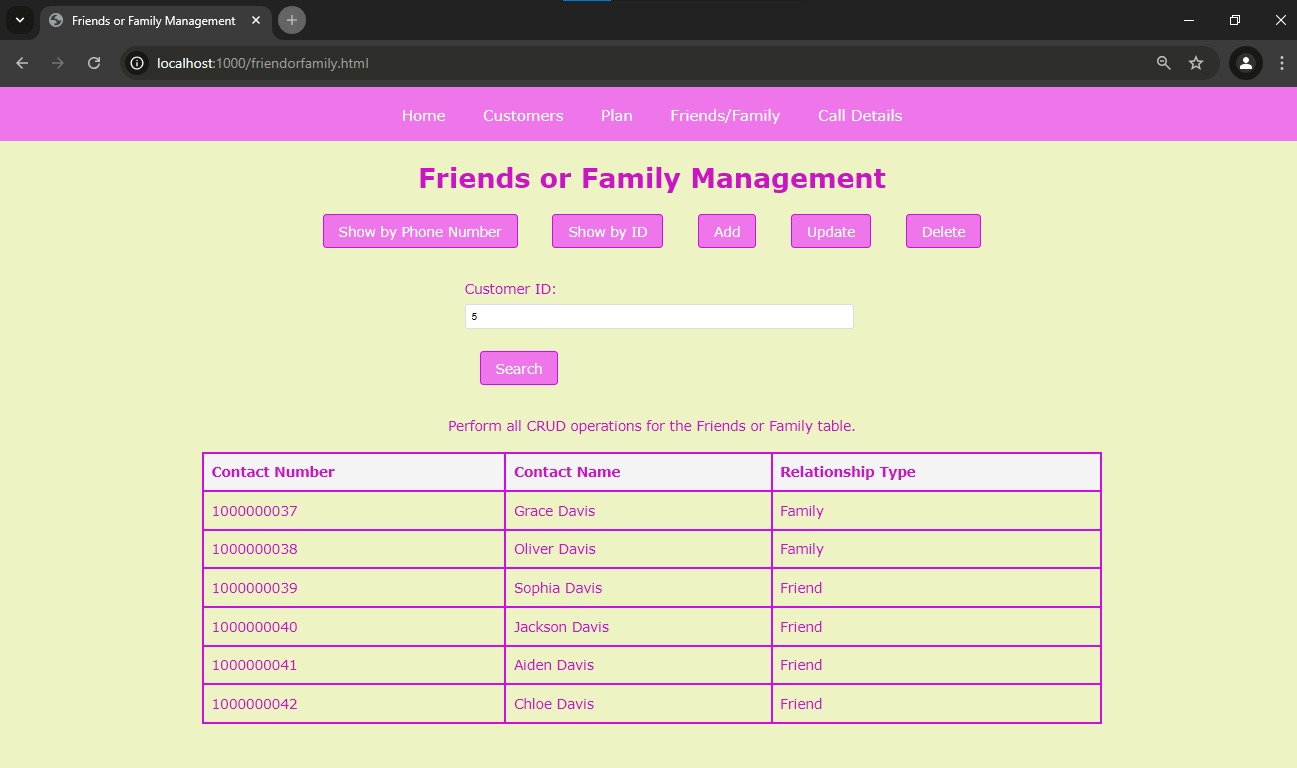 Friends or Family Management
localhost:1000/friendorfamily.html
Home Customers Plan Friends/Family Call Details
Friends or Family Management
Show by Phone Number Show by ID Add Update Delete
Customer ID:
5
Search
Perform all CRUD operations for the Friends or Family table.
Contact Number Contact Name Relationship Type
1000000037 Grace Davis Family
1000000038 Oliver Davis Family
1000000039 Sophia Davis Friend
1000000040 Jackson Davis Friend
1000000041 Aiden Davis Friend
1000000042 Chloe Davis Friend